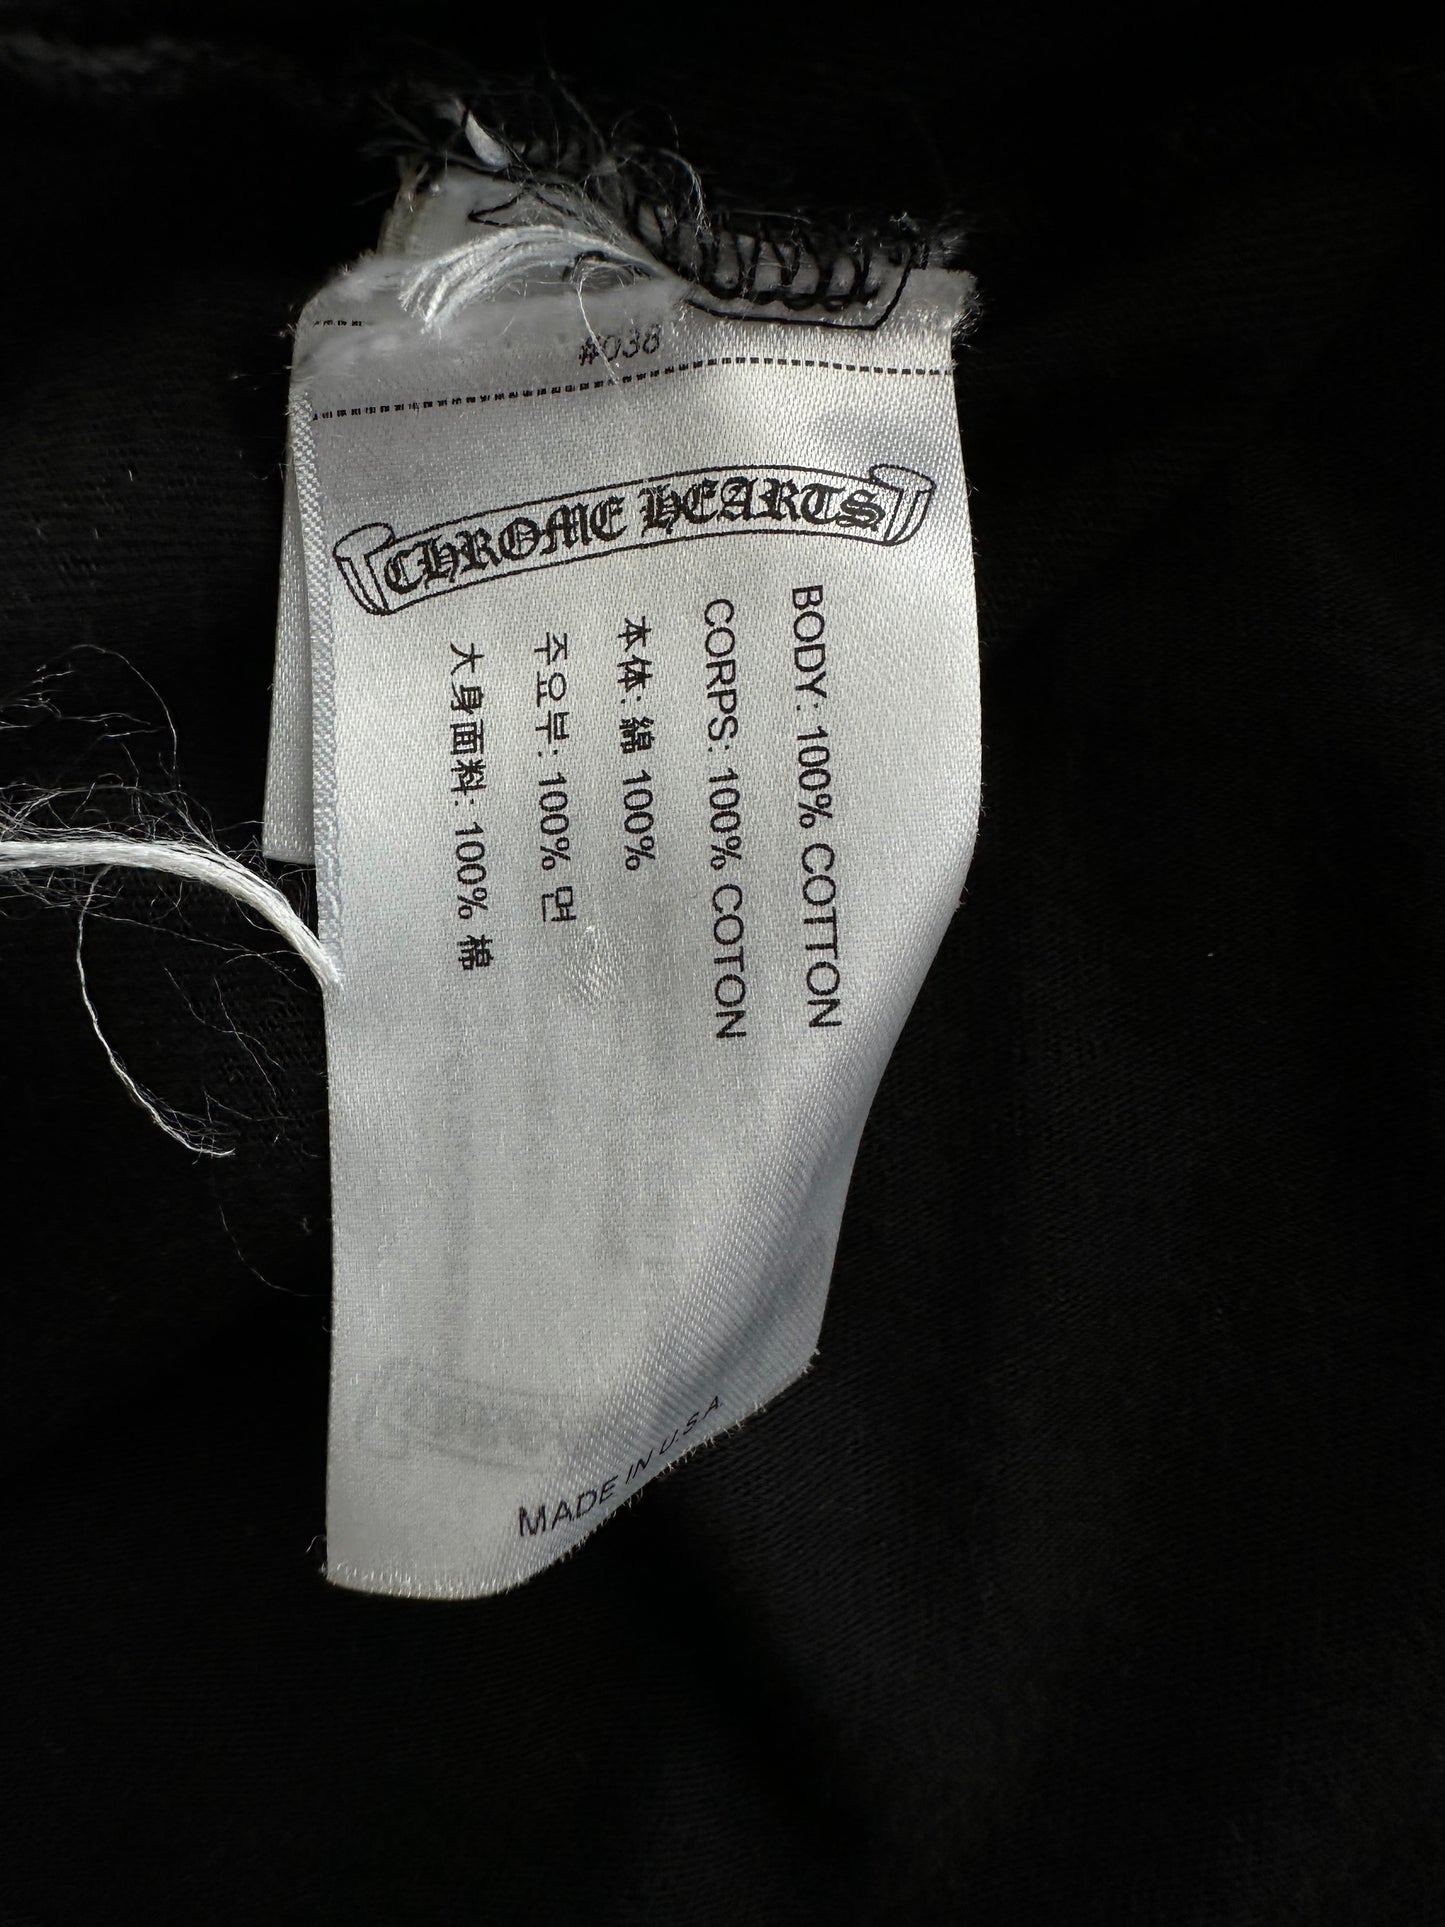 #038
CHROME HEARTS
BODY: 100% COTTON
CORPS: 100% COTON
本体: 綿 100%
주요부: 100% 면
大身面料: 100% 棉
MADE IN U.S.A